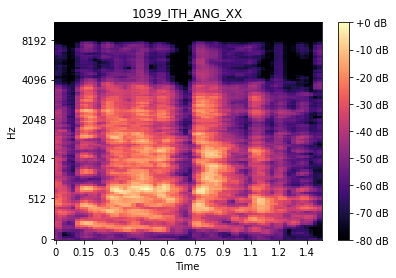 1039_ITH_ANG_XX
8192
4096
2048
1024
512
0
Hz
0 0.15 0.3 0.45 0.6 0.75 0.9 1.1 1.2 1.4
Time
+0 dB
-10 dB
-20 dB
-30 dB
-40 dB
-50 dB
-60 dB
-70 dB
-80 dB